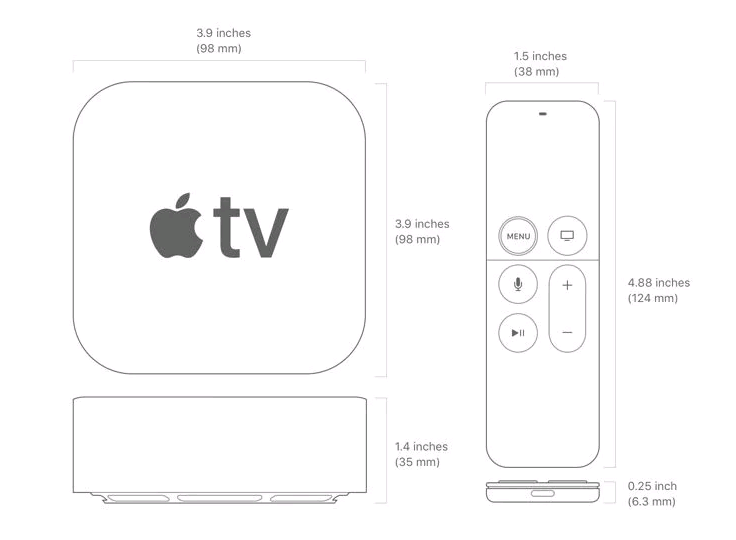 3.9 inches
(98 mm)
1.5 inches
(38 mm)
tv
3.9 inches
(98 mm)
MENU
4.88 inches
(124 mm)
1.4 inches
(35 mm)
0.25 inch
(6.3 mm)